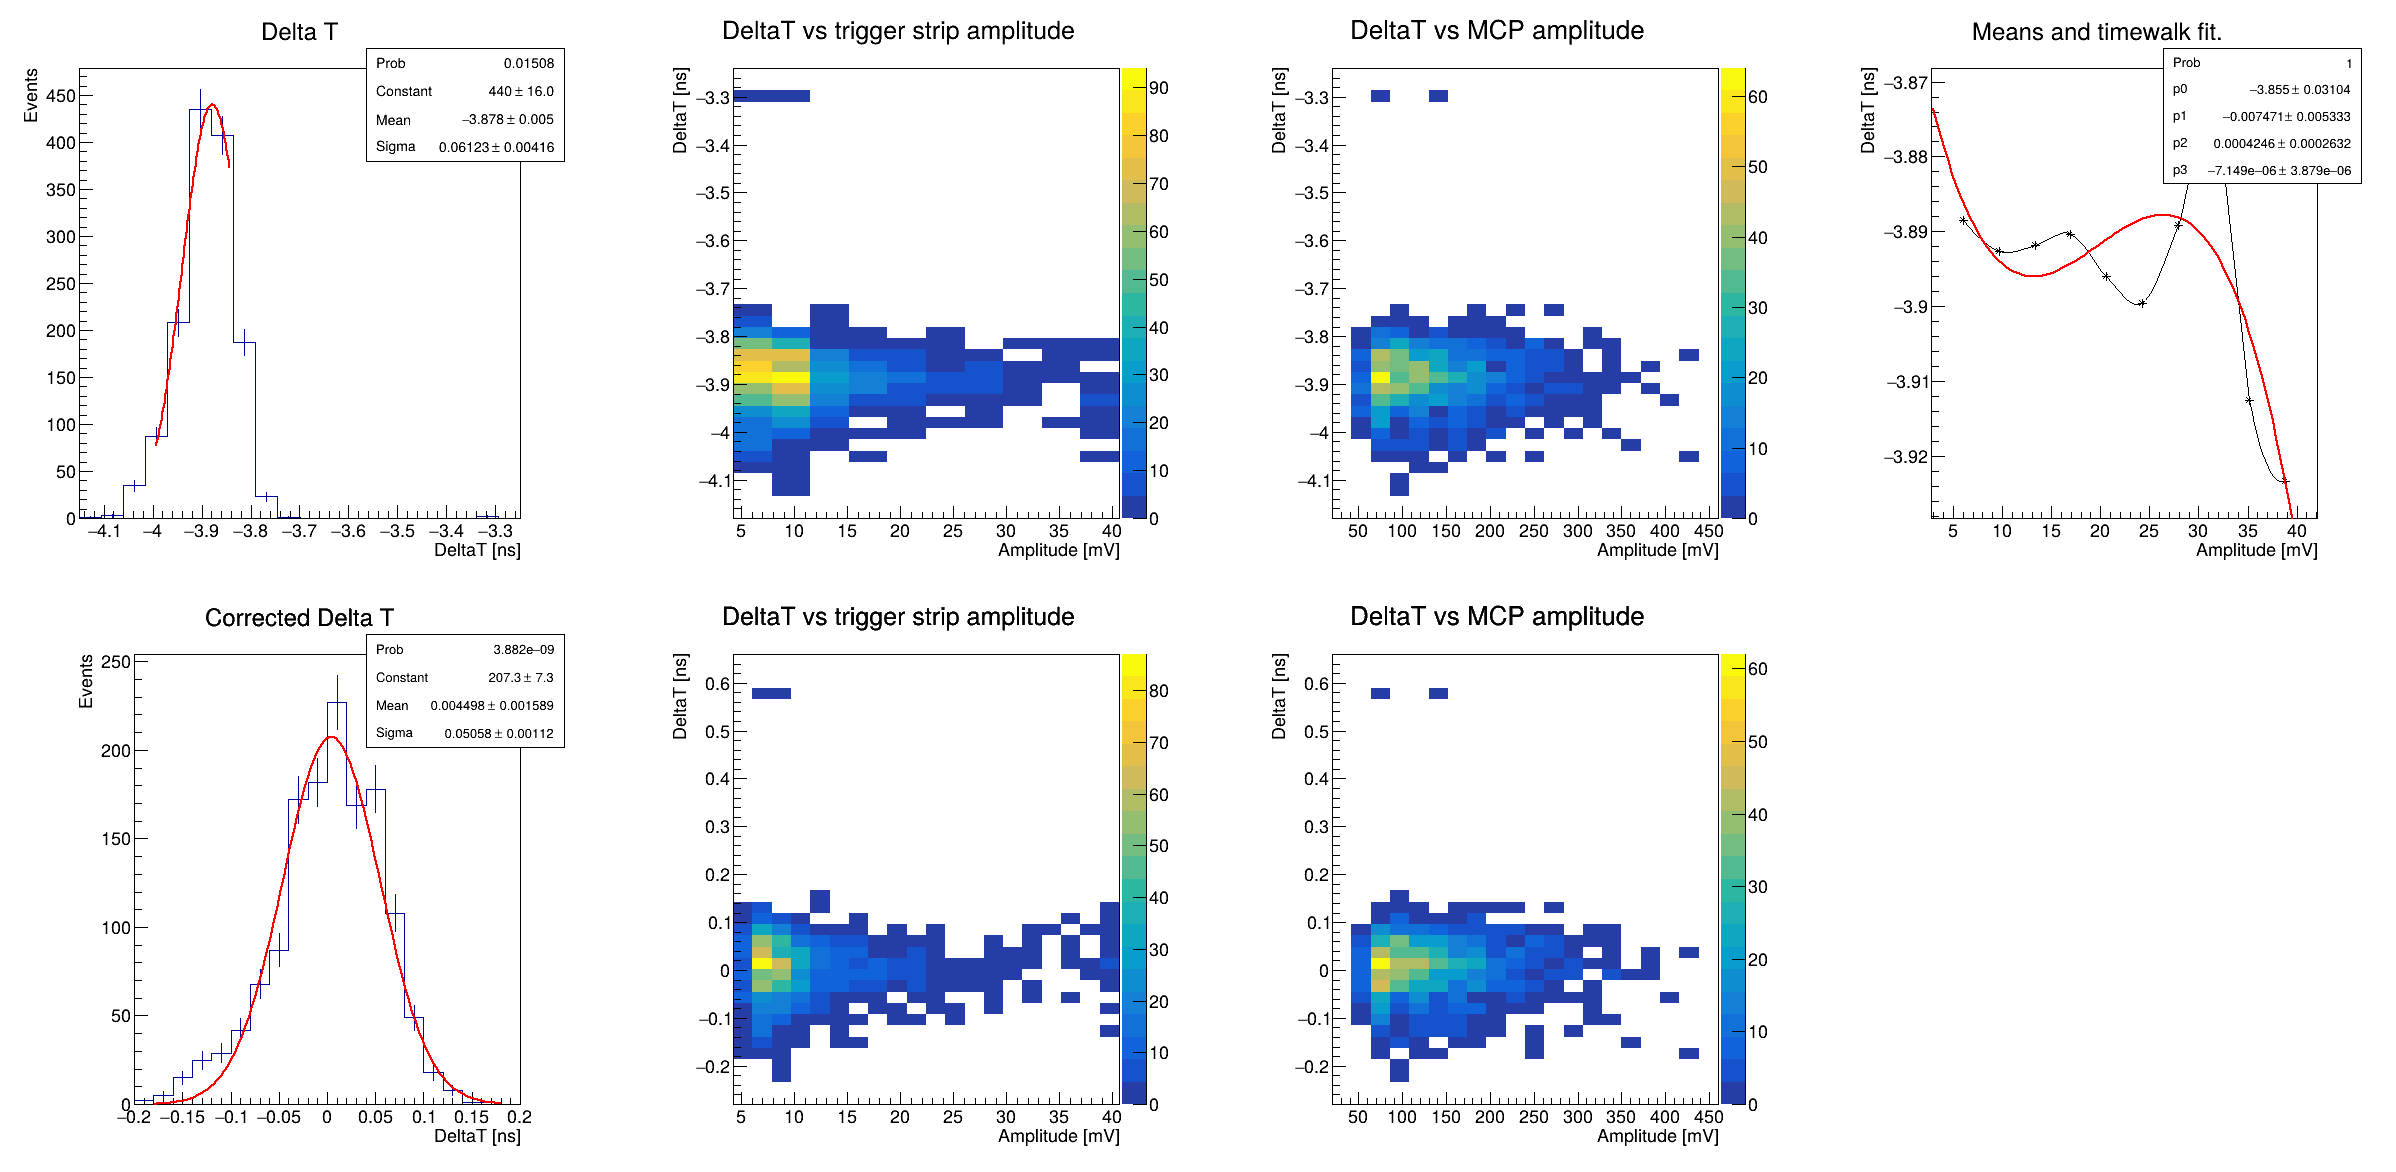 Delta T
Events
450
400
350
300
250
200
150
100
50
0
−4.1 −4 −3.9 −3.8 −3.7 −3.6 −3.5 −3.4 −3.3
DeltaT [ns]
Prob 0.01508
Constant 440 ± 16.0
Mean −3.878 ± 0.005
Sigma 0.06123 ± 0.00416
DeltaT vs trigger strip amplitude
DeltaT [ns]
−3.3
−3.4
−3.5
−3.6
−3.7
−3.8
−3.9
−4
−4.1
5 10 15 20 25 30 35 40
Amplitude [mV]
90
80
70
60
50
40
30
20
10
0
DeltaT vs MCP amplitude
DeltaT [ns]
−3.3
−3.4
−3.5
−3.6
−3.7
−3.8
−3.9
−4
−4.1
50 100 150 200 250 300 350 400 450
Amplitude [mV]
60
50
40
30
20
10
0
Means and timewalk fit.
DeltaT [ns]
−3.87
−3.88
−3.89
−3.9
−3.91
−3.92
5 10 15 20 25 30 35 40
Amplitude [mV]
Prob 1
p0 −3.855 ± 0.03104
p1 −0.007471 ± 0.005333
p2 0.0004246 ± 0.0002632
p3 −7.149e−06 ± 3.879e−06
Corrected Delta T
Events
250
200
150
100
50
0
−0.2 −0.15 −0.1 −0.05 0 0.05 0.1 0.15 0.2
DeltaT [ns]
Prob 3.882e−09
Constant 207.3 ± 7.3
Mean 0.004498 ± 0.001589
Sigma 0.05058 ± 0.00112
DeltaT vs trigger strip amplitude
DeltaT [ns]
0.6
0.5
0.4
0.3
0.2
0.1
0
−0.1
−0.2
5 10 15 20 25 30 35 40
Amplitude [mV]
80
70
60
50
40
30
20
10
0
DeltaT vs MCP amplitude
DeltaT [ns]
0.6
0.5
0.4
0.3
0.2
0.1
0
−0.1
−0.2
50 100 150 200 250 300 350 400 450
Amplitude [mV]
60
50
40
30
20
10
0